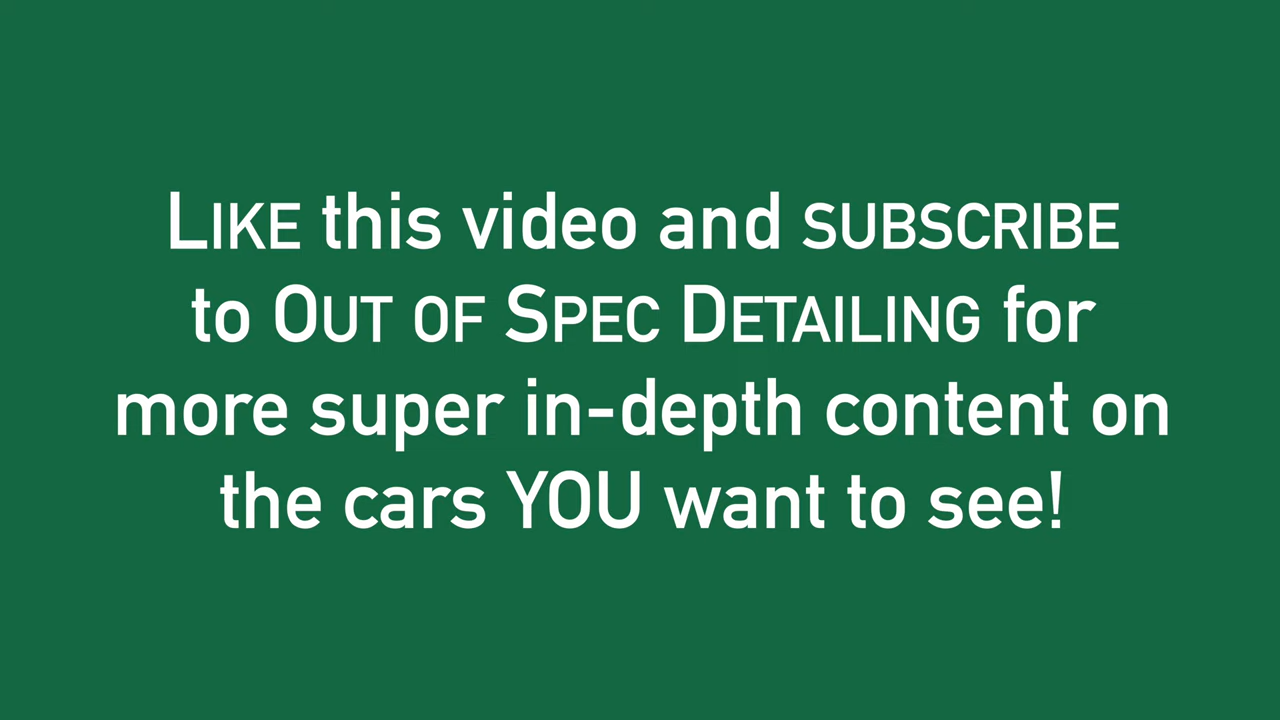 LIKE this video and SUBSCRIBE
to OUT OF SPEC DETAILING for
more super in-depth content on
the cars YOU want to see!